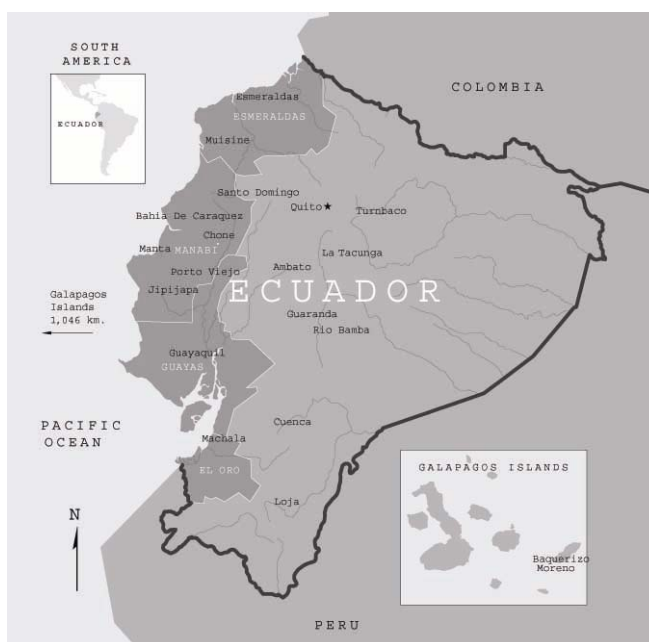 SOUTH
AMERICA
ECUADOR
COLOMBIA
Esmeraldas
ESMERALDAS
Muisine
Santo Domingo
Quito
Turnbaco
Bahia De Caraquez
Chone
Manta
MANABI
La Tacunga
Porto Viejo
Ambato
Jipijapa
ECUADOR
Galapagos
Islands
1,046 km.
Guaranda
Rio Bamba
Guayaquil
GUAYAS
PACIFIC
OCEAN
Cuenca
Machala
EL ORO
GALAPAGOS ISLANDS
Loja
N
Baquerizo
Moreno
PERU